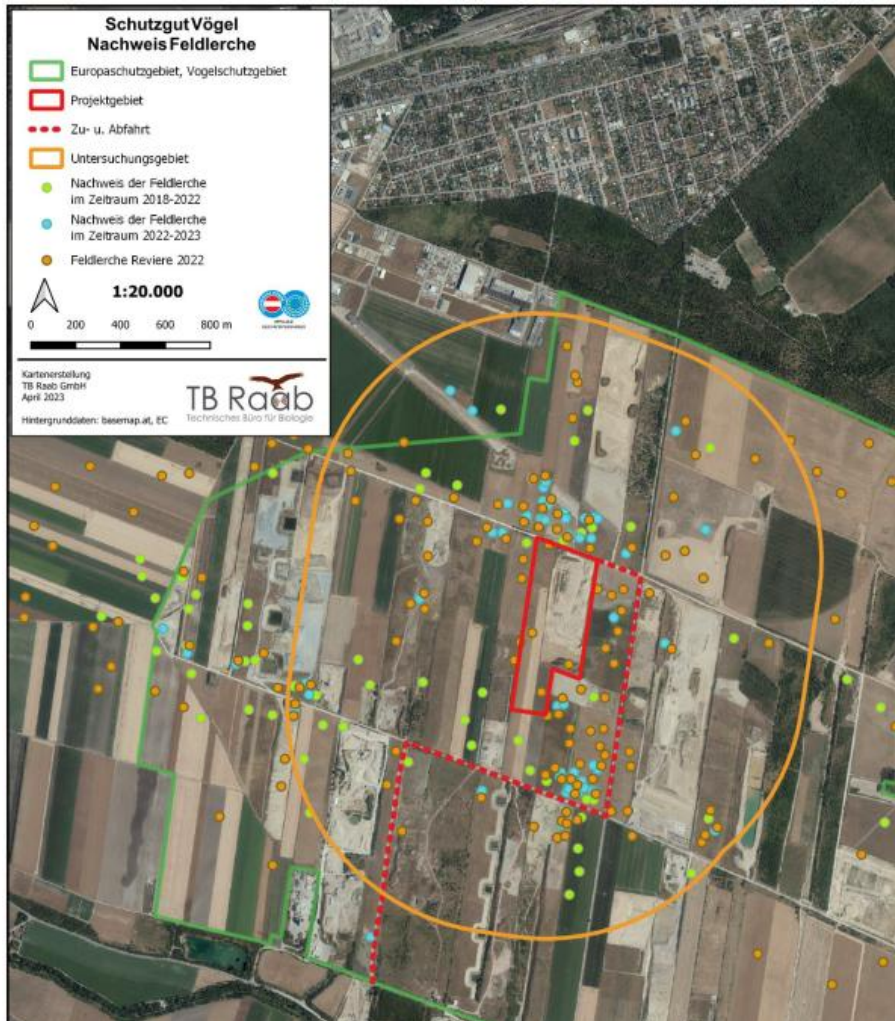 Schutzgut Vögel
Nachweis Feldlerche
Europaschutzgebiet, Vogelschutzgebiet
Projektgebiet
Zu- u. Abfahrt
Untersuchungsgebiet
Nachweis der Feldlerche
im Zeitraum 2018-2022
Nachweis der Feldlerche
im Zeitraum 2022-2023
Feldlerche Reviere 2022
1:20.000
0 200 400 600 800 m
Kartenerstellung
TB Raab GmbH
April 2023
Hintergrunddaten: basemap.at, EC
TB Raab
Technisches Büro für Biologie